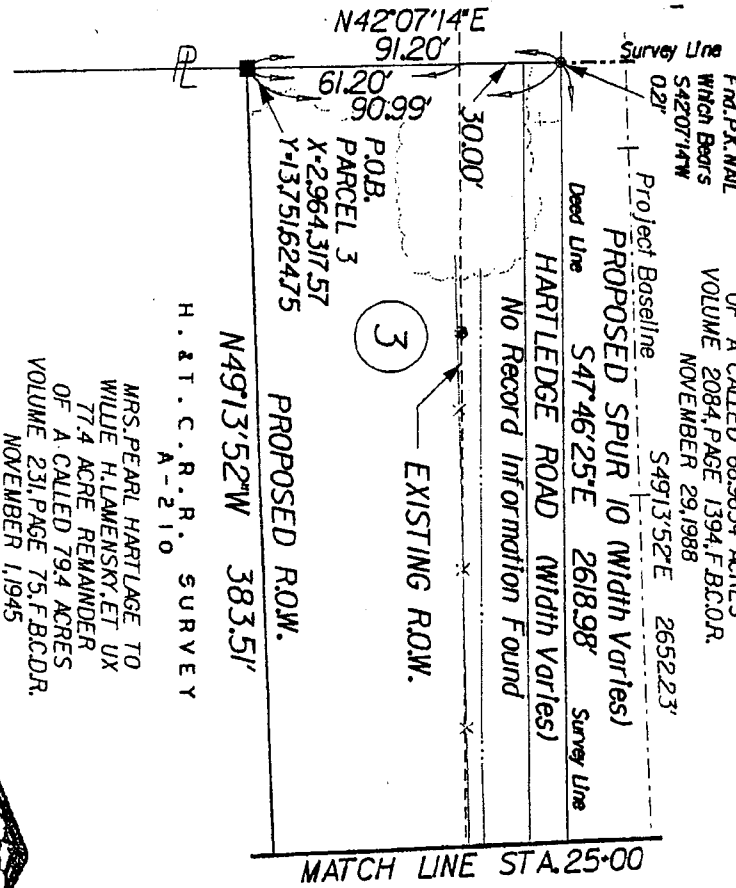 N42°07'14"E
91.20'
61.20'
90.99'
30.00'
Survey Line
Fnd. P.K. NAIL
Which Bears
S42°07'14"W
0.21'
OF A CALLED ACRES
VOLUME 2084, PAGE 1394, F.B.C.O.R.
NOVEMBER 29, 1988
Project Baseline
S49°13'52"E 2652.23'
PROPOSED SPUR 10 (Width Varies)
Deed Line S47°46'25"E 2618.98' Survey Line
HARTLEDGE ROAD (Width Varies)
No Record Information Found
P.O.B.
PARCEL 3
X=2,964,317.57
Y=13,751,624.75
3
EXISTING R.O.W.
PROPOSED R.O.W.
N49°13'52"W 383.51'
H. & T. C. R. R. SURVEY
A-210
MRS. PEARL HARTLAGE TO
WILLIE H. LAMENSKY, ET UX
77.4 ACRE REMAINDER
OF A CALLED 79.4 ACRES
VOLUME 231, PAGE 75, F.B.C.D.R.
NOVEMBER 1, 1945
MATCH LINE STA. 25+00
PL